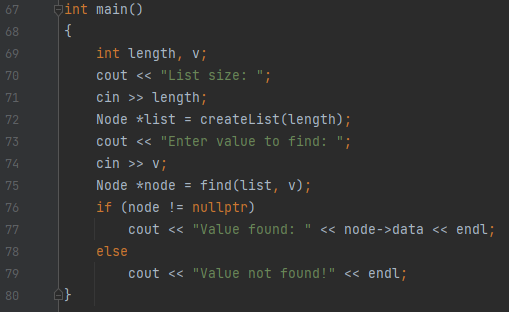 67 int main()
68 {
69 int length, v;
70 cout << "List size: ";
71 cin >> length;
72 Node *list = createList(length);
73 cout << "Enter value to find: ";
74 cin >> v;
75 Node *node = find(list, v);
76 if (node != nullptr)
77 cout << "Value found: " << node->data << endl;
78 else
79 cout << "Value not found!" << endl;
80 }